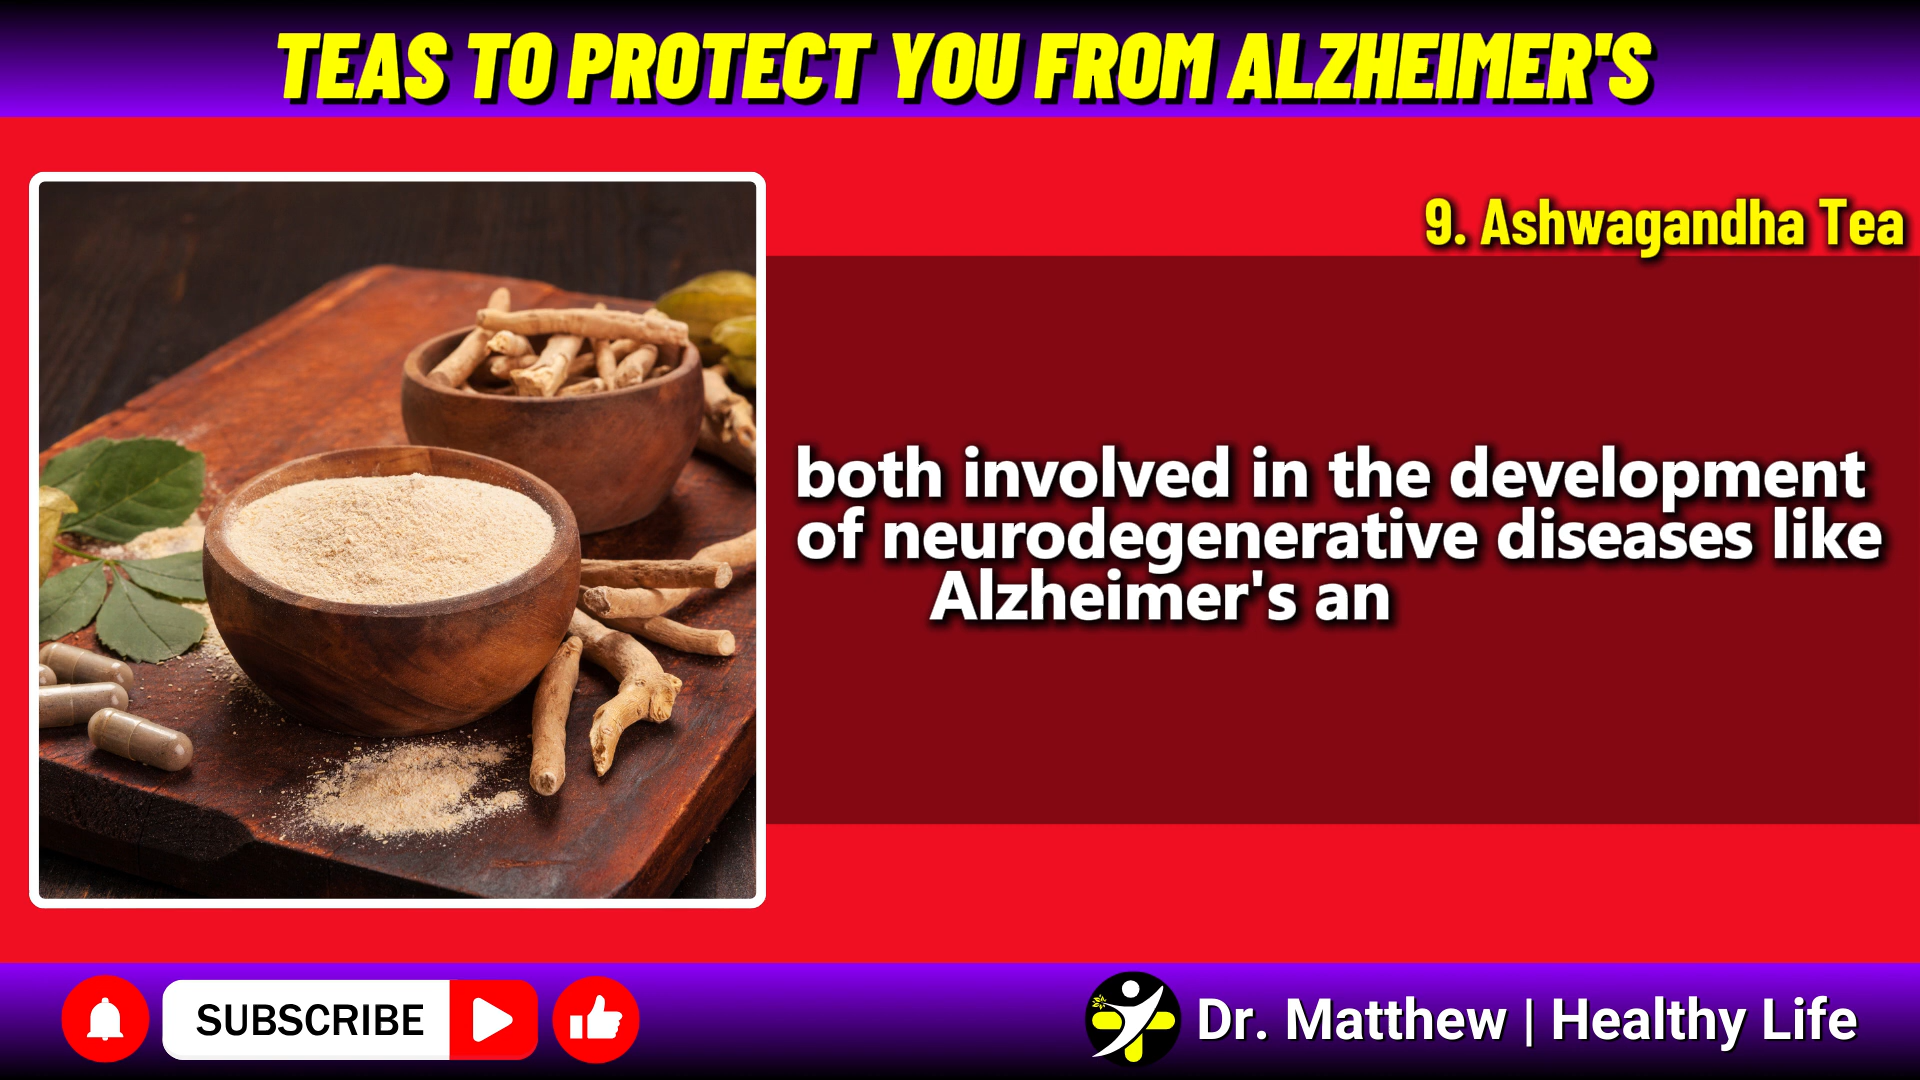 TEAS TO PROTECT YOU FROM ALZHEIMER'S
9. Ashwagandha Tea
both involved in the development
of neurodegenerative diseases like
Alzheimer's an
SUBSCRIBE
Dr. Matthew | Healthy Life